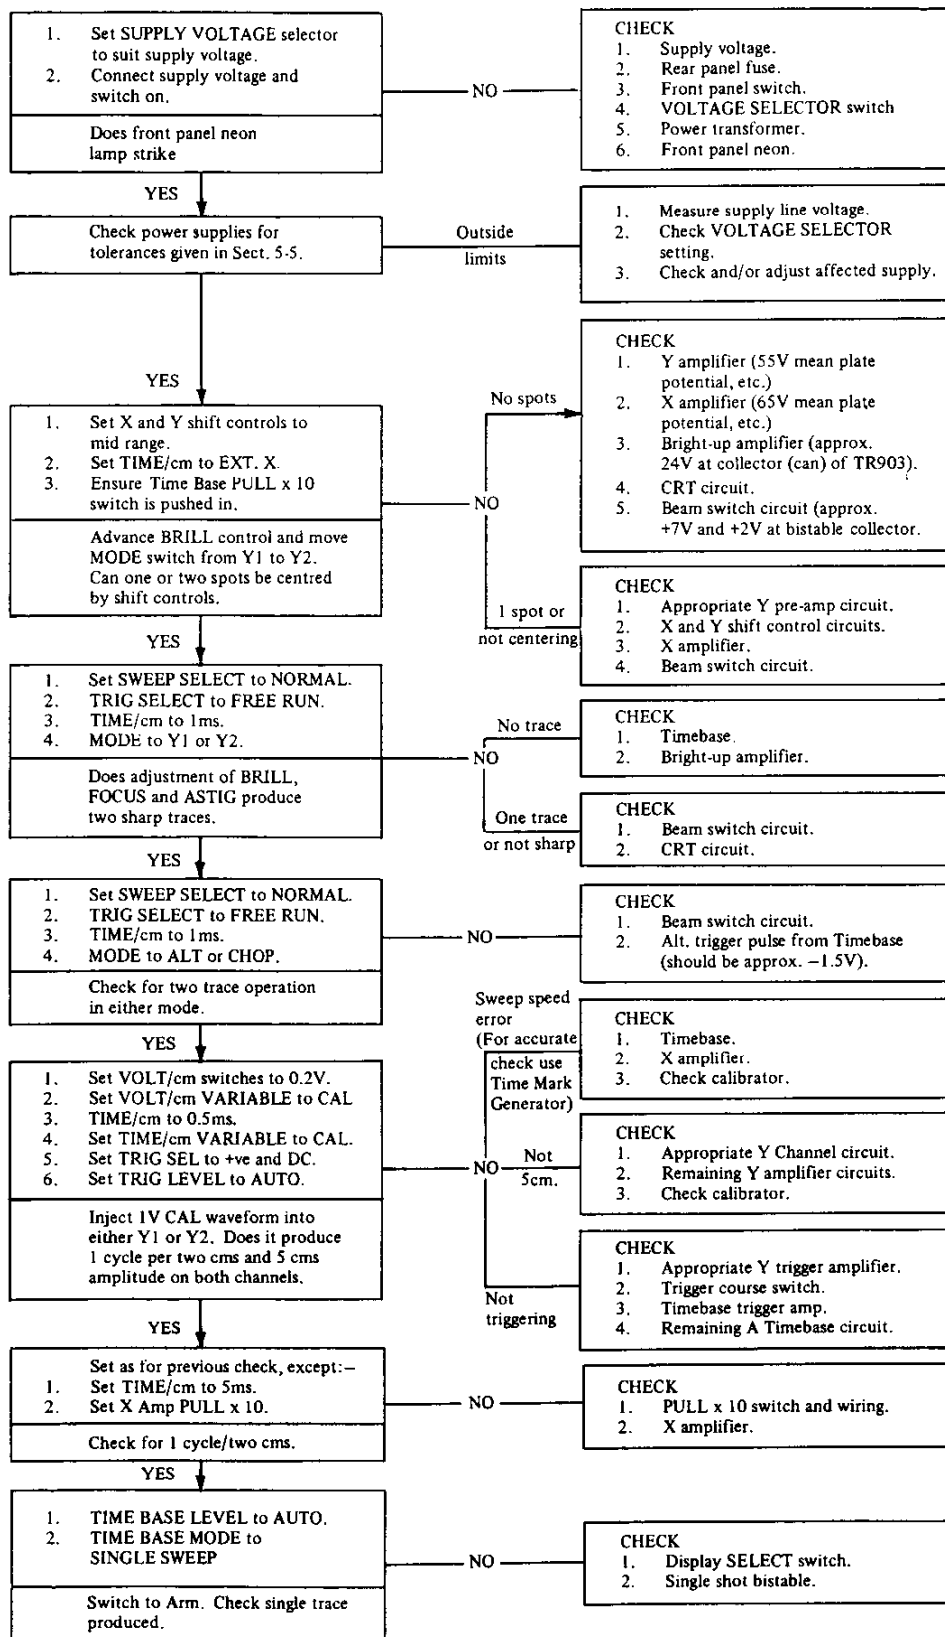 1. Set SUPPLY VOLTAGE selector
to suit supply voltage.
2. Connect supply voltage and
switch on.
Does front panel neon
lamp strike
NO
CHECK
1. Supply voltage.
2. Rear panel fuse.
3. Front panel switch.
4. VOLTAGE SELECTOR switch
5. Power transformer.
6. Front panel neon.
YES
Check power supplies for
tolerances given in Sect. 5-5.
Outside
limits
1. Measure supply line voltage.
2. Check VOLTAGE SELECTOR
setting.
3. Check and/or adjust affected supply.
YES
1. Set X and Y shift controls to
mid range.
2. Set TIME/cm to EXT. X.
3. Ensure Time Base PULL x 10
switch is pushed in.
Advance BRILL control and move
MODE switch from Y1 to Y2.
Can one or two spots be centred
by shift controls.
NO
No spots
CHECK
1. Y amplifier (55V mean plate
potential, etc.)
2. X amplifier (65V mean plate
potential, etc.)
3. Bright-up amplifier (approx.
24V at collector (can) of TR903).
4. CRT circuit.
5. Beam switch circuit (approx.
+7V and +2V at bistable collector.
1 spot or
not centering
CHECK
1. Appropriate Y pre-amp circuit.
2. X and Y shift control circuits.
3. X amplifier.
4. Beam switch circuit.
YES
1. Set SWEEP SELECT to NORMAL.
2. TRIG SELECT to FREE RUN.
3. TIME/cm to 1ms.
4. MODE to Y1 or Y2.
Does adjustment of BRILL,
FOCUS and ASTIG produce
two sharp traces.
NO
No trace
CHECK
1. Timebase.
2. Bright-up amplifier.
One trace
or not sharp
CHECK
1. Beam switch circuit.
2. CRT circuit.
YES
1. Set SWEEP SELECT to NORMAL.
2. TRIG SELECT to FREE RUN.
3. TIME/cm to 1ms.
4. MODE to ALT or CHOP.
Check for two trace operation
in either mode.
NO
CHECK
1. Beam switch circuit.
2. Alt. trigger pulse from Timebase
(should be approx. −1.5V).
YES
1. Set VOLT/cm switches to 0.2V.
2. Set VOLT/cm VARIABLE to CAL
3. TIME/cm to 0.5ms.
4. Set TIME/cm VARIABLE to CAL.
5. Set TRIG SEL to +ve and DC.
6. Set TRIG LEVEL to AUTO.
Inject 1V CAL waveform into
either Y1 or Y2. Does it produce
1 cycle per two cms and 5 cms
amplitude on both channels.
NO
Sweep speed
error
(For accurate
check use
Time Mark
Generator)
CHECK
1. Timebase.
2. X amplifier.
3. Check calibrator.
Not
5cm.
CHECK
1. Appropriate Y Channel circuit.
2. Remaining Y amplifier circuits.
3. Check calibrator.
Not
triggering
CHECK
1. Appropriate Y trigger amplifier.
2. Trigger course switch.
3. Timebase trigger amp.
4. Remaining A Timebase circuit.
YES
Set as for previous check, except:–
1. Set TIME/cm to 5ms.
2. Set X Amp PULL x 10.
Check for 1 cycle/two cms.
NO
CHECK
1. PULL x 10 switch and wiring.
2. X amplifier.
YES
1. TIME BASE LEVEL to AUTO.
2. TIME BASE MODE to
SINGLE SWEEP
Switch to Arm. Check single trace
produced.
NO
CHECK
1. Display SELECT switch.
2. Single shot bistable.